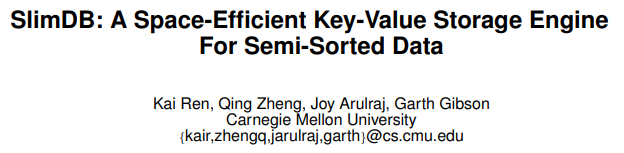 SlimDB: A Space-Efficient Key-Value Storage Engine
For Semi-Sorted Data
Kai Ren, Qing Zheng, Joy Arulraj, Garth Gibson
Carnegie Mellon University
{kair,zhengq,jarulraj,garth}@cs.cmu.edu